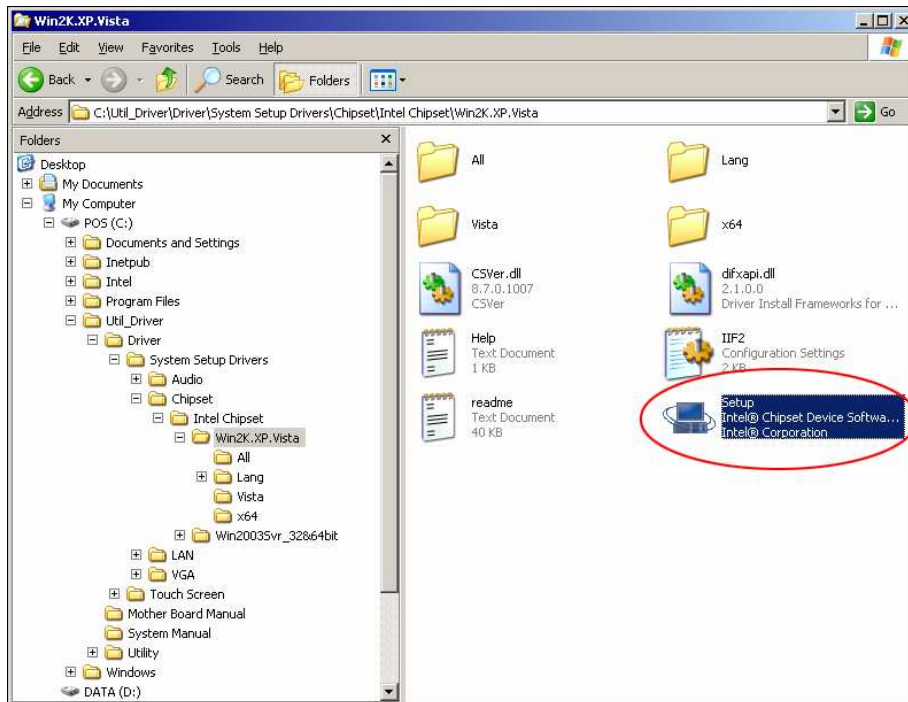 Win2K.XP.Vista
File Edit View Favorites Tools Help
Back Search Folders
Address C:\Util_Driver\Driver\System Setup Drivers\Chipset\Intel Chipset\Win2K.XP.Vista Go
Folders
Desktop
My Documents
My Computer
POS (C:)
Documents and Settings
Inetpub
Intel
Program Files
Util_Driver
Driver
System Setup Drivers
Audio
Chipset
Intel Chipset
Win2K.XP.Vista
All
Lang
Vista
x64
Win2003Svr_32&64bit
LAN
VGA
Touch Screen
Mother Board Manual
System Manual
Utility
Windows
DATA (D:)
All
Lang
Vista
x64
CSVer.dll
8.7.0.1007
CSVer
difxapi.dll
2.1.0.0
Driver Install Frameworks for ...
Help
Text Document
1 KB
IIF2
Configuration Settings
2 KB
readme
Text Document
40 KB
Setup
Intel® Chipset Device Softwa...
Intel® Corporation